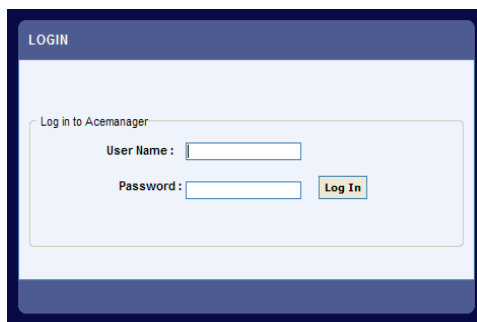 LOGIN
Log in to Acemanager
User Name :
Password :
Log In